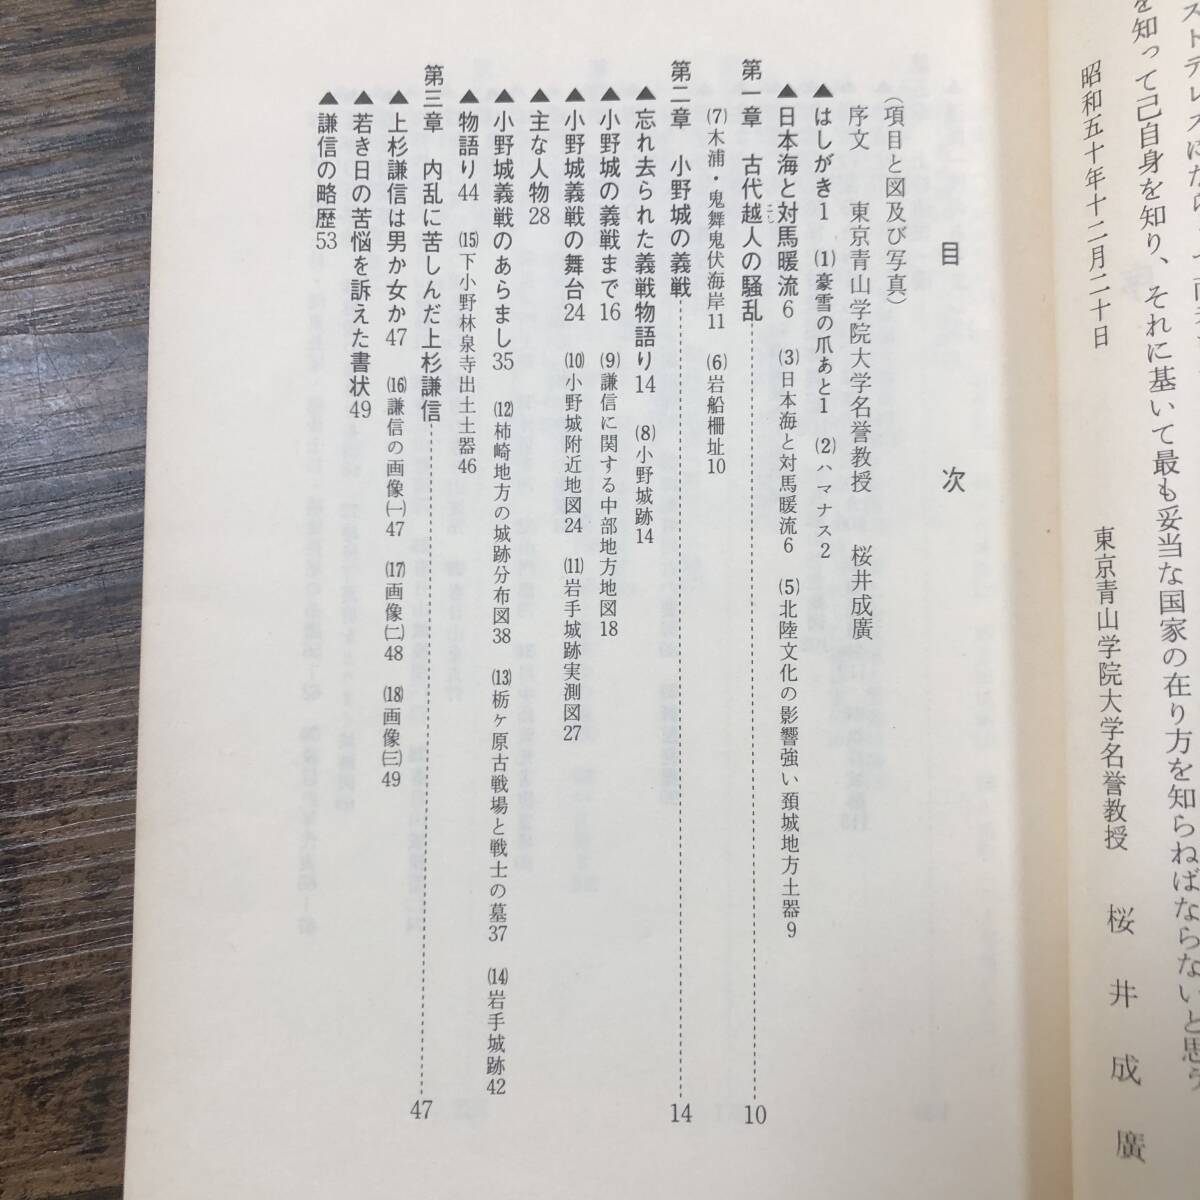 を知って己自身を知り、それに基いて最も妥当な国家の在り方を知らねばならないと思う
昭和五十年十二月二十日
東京青山学院大学名誉教授 桜井成廣
目次
(項目と図及び写真)
序文 東京青山学院大学名誉教授 桜井成廣
▲はしがき1 (1)豪雪の爪あと1 (2)ハマナス2
▲日本海と対馬暖流6 (3)日本海と対馬暖流6 (5)北陸文化の影響強い頚城地方土器9
第一章 古代越人の騒乱 10
こし
(7)木浦・鬼舞鬼伏海岸11 (6)岩船柵址10
第二章 小野城の義戦 14
▲忘れ去られた義戦物語り14 (8)小野城跡14
▲小野城の義戦まで16 (9)謙信に関する中部地方地図18
▲小野城義戦の舞台24 (10)小野城附近地図24 (11)岩手城跡実測図27
▲主な人物28
▲小野城義戦のあらまし35 (12)柿崎地方の城跡分布図38 (13)栃ヶ原古戦場と戦士の墓37 (14)岩手城跡42
▲物語り44 (15)下小野林泉寺出土土器46
第三章 内乱に苦しんだ上杉謙信 47
▲上杉謙信は男か女か47 (16)謙信の画像(一)47 (17)画像(二)48 (18)画像(三)49
▲若き日の苦悩を訴えた書状49
▲謙信の略歴53